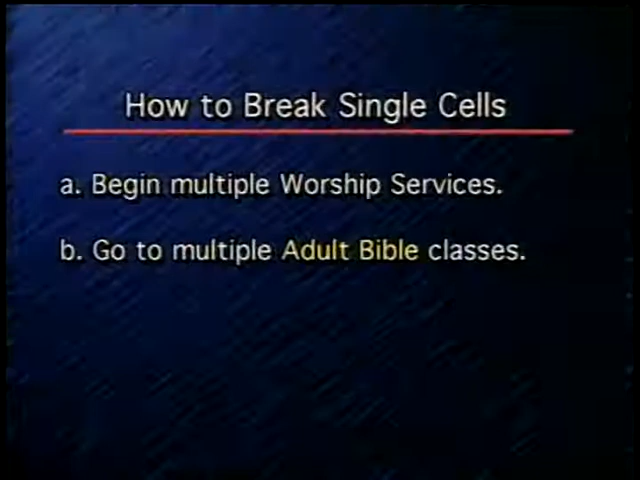 How to Break Single Cells
a. Begin multiple Worship Services.
b. Go to multiple Adult Bible classes.